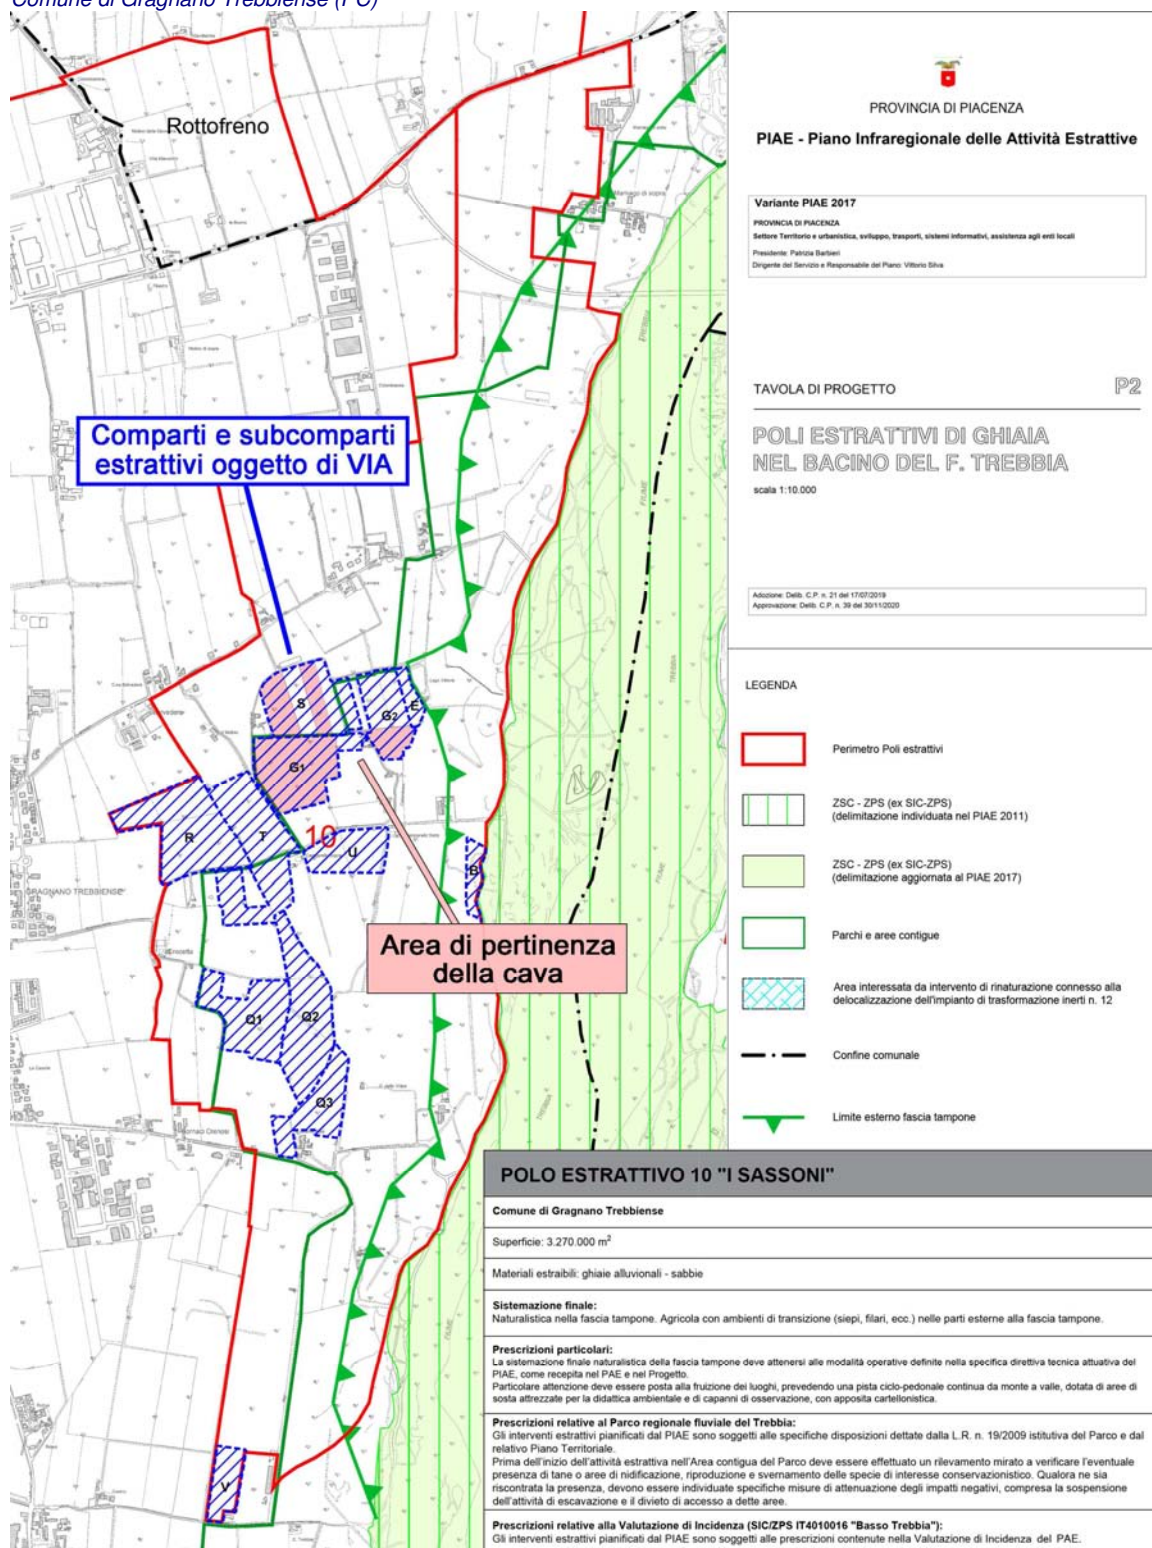 Comune di Gragnano Trebbiense (PC)
Rottofreno
Comparti e subcomparti
estrattivi oggetto di VIA
S
G2
E
G1
R
T
10
U
B
GRAGNANO TREBBIENSE
Area di pertinenza
della cava
Q1
Q2
Q3
V
TREBBIA
FIUME
TREBBIA
FIUME
TREBBIA
FIUME
PROVINCIA DI PIACENZA
PIAE - Piano Infraregionale delle Attività Estrattive
Variante PIAE 2017
PROVINCIA DI PIACENZA
Settore Territorio e urbanistica, sviluppo, trasporti, sistemi informativi, assistenza agli enti locali
Presidente: Patrizia Barbieri
Dirigente del Servizio e Responsabile del Piano: Vittorio Silva
TAVOLA DI PROGETTO
P2
POLI ESTRATTIVI DI GHIAIA
NEL BACINO DEL F. TREBBIA
scala 1:10.000
Adozione: Delib. C.P. n. 21 del 17/07/2019
Approvazione: Delib. C.P. n. 39 del 30/11/2020
LEGENDA
Perimetro Poli estrattivi
ZSC - ZPS (ex SIC-ZPS)
(delimitazione individuata nel PIAE 2011)
ZSC - ZPS (ex SIC-ZPS)
(delimitazione aggiornata al PIAE 2017)
Parchi e aree contigue
Area interessata da intervento di rinaturazione connesso alla
delocalizzazione dell'impianto di trasformazione inerti n. 12
Confine comunale
Limite esterno fascia tampone
POLO ESTRATTIVO 10 "I SASSONI"
Comune di Gragnano Trebbiense
Superficie: 3.270.000 m²
Materiali estraibili: ghiaie alluvionali - sabbie
Sistemazione finale:
Naturalistica nella fascia tampone. Agricola con ambienti di transizione (siepi, filari, ecc.) nelle parti esterne alla fascia tampone.
Prescrizioni particolari:
La sistemazione finale naturalistica della fascia tampone deve attenersi alle modalità operative definite nella specifica direttiva tecnica attuativa del
PIAE, come recepita nel PAE e nel Progetto.
Particolare attenzione deve essere posta alla fruizione dei luoghi, prevedendo una pista ciclo-pedonale continua da monte a valle, dotata di aree di
sosta attrezzate per la didattica ambientale e di capanni di osservazione, con apposita cartellonistica.
Prescrizioni relative al Parco regionale fluviale del Trebbia:
Gli interventi estrattivi pianificati dal PIAE sono soggetti alle specifiche disposizioni dettate dalla L.R. n. 19/2009 istitutiva del Parco e dal
relativo Piano Territoriale.
Prima dell'inizio dell'attività estrattiva nell'Area contigua del Parco deve essere effettuato un rilevamento mirato a verificare l'eventuale
presenza di tane o aree di nidificazione, riproduzione e svernamento delle specie di interesse conservazionistico. Qualora ne sia
riscontrata la presenza, devono essere individuate specifiche misure di attenuazione degli impatti negativi, compresa la sospensione
dell'attività di escavazione e il divieto di accesso a dette aree.
Prescrizioni relative alla Valutazione di Incidenza (SIC/ZPS IT4010016 "Basso Trebbia"):
Gli interventi estrattivi pianificati dal PIAE sono soggetti alle prescrizioni contenute nella Valutazione di Incidenza del PAE.